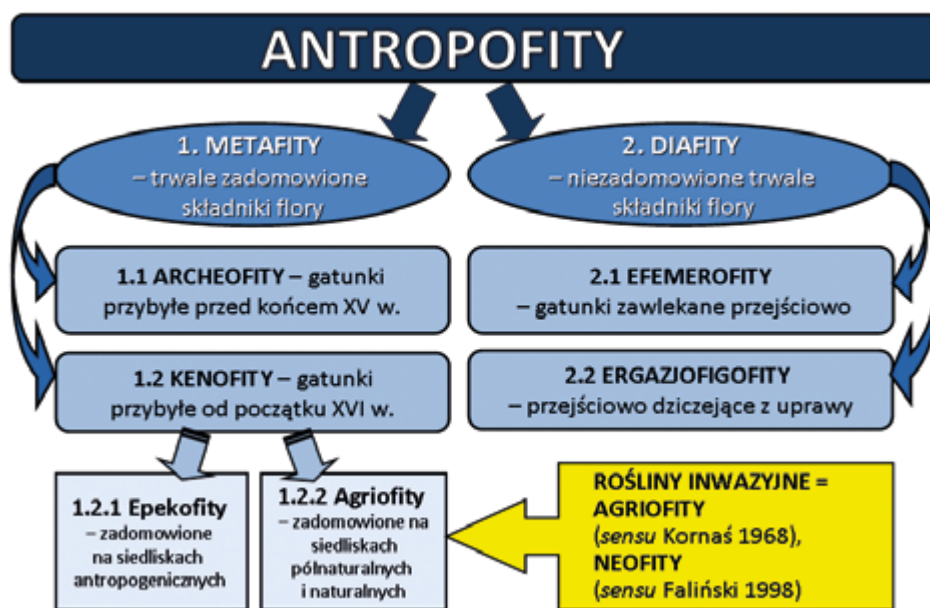 ANTROPOFITY
1. METAFITY
– trwale zadomowione
składniki flory
2. DIAFITY
– niezadomowione trwale
składniki flory
1.1 ARCHEOFITY – gatunki
przybyłe przed końcem XV w.
2.1 EFEMEROFITY
– gatunki zawlekane przejściowo
1.2 KENOFITY – gatunki
przybyłe od początku XVI w.
2.2 ERGAZJOFIGOFITY
– przejściowo dziczejące z uprawy
1.2.1 Epekofity
– zadomowione
na siedliskach
antropogenicznych
1.2.2 Agriofity
– zadomowione na
siedliskach
półnaturalnych
i naturalnych
ROŚLINY INWAZYJNE =
AGRIOFITY
(sensu Kornaś 1968),
NEOFITY
(sensu Faliński 1998)